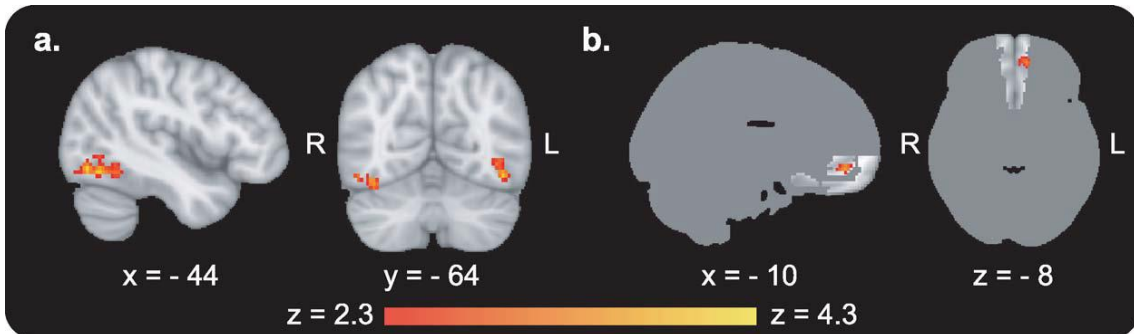 a.
b.
R
L
R
L
x = - 44
y = - 64
x = - 10
z = - 8
z = 2.3
z = 4.3